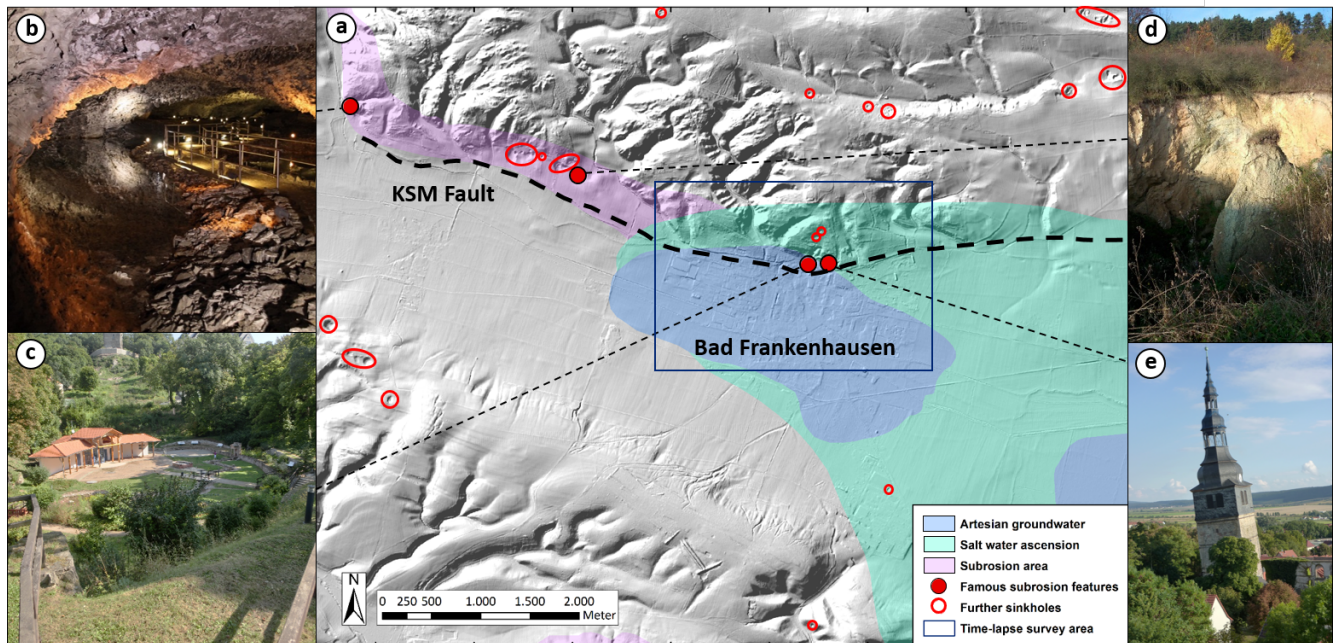 b
a
d
KSM Fault
Bad Frankenhausen
c
e
Artesian groundwater
Salt water ascension
Subrosion area
Famous subrosion features
Further sinkholes
Time-lapse survey area
N
0 250 500 1.000 1.500 2.000
Meter